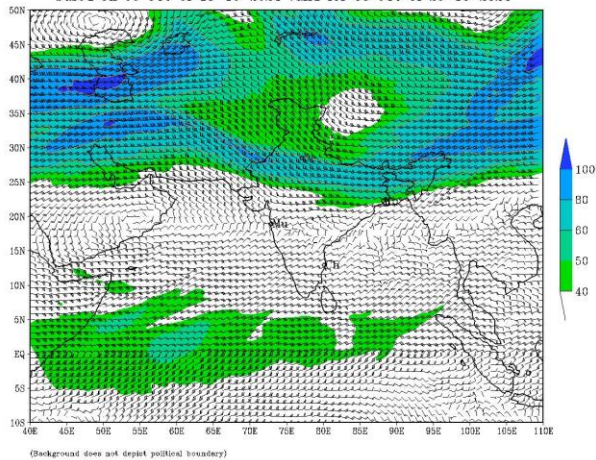 50N
45N
40N
35N
30N
25N
20N
15N
10N
5N
EQ
5S
10S
40E 45E 50E 55E 60E 65E 70E 75E 80E 85E 90E 95E 100E 105E 110E
Mu
100
80
60
50
40
(Background does not depict political boundary)